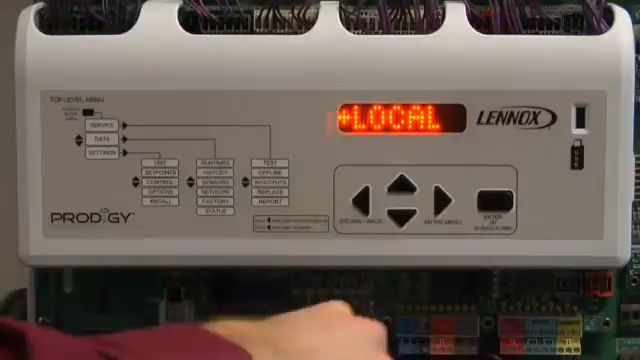 TOP-LEVEL MENU
+LOCAL
LENNOX
SERVICE
DATA
SETTINGS
USB
UNIT
RUNTIMES
TEST
SETPOINTS
HISTORY
OFFLINE
CONTROL
SENSORS
IN/OUTPUTS
OPTIONS
NETWORK
REPLACE
INSTALL
FACTORY
REPORT
STATUS
PRODIGY
ESCAPE / BACK
ENTER MENU
ENTER